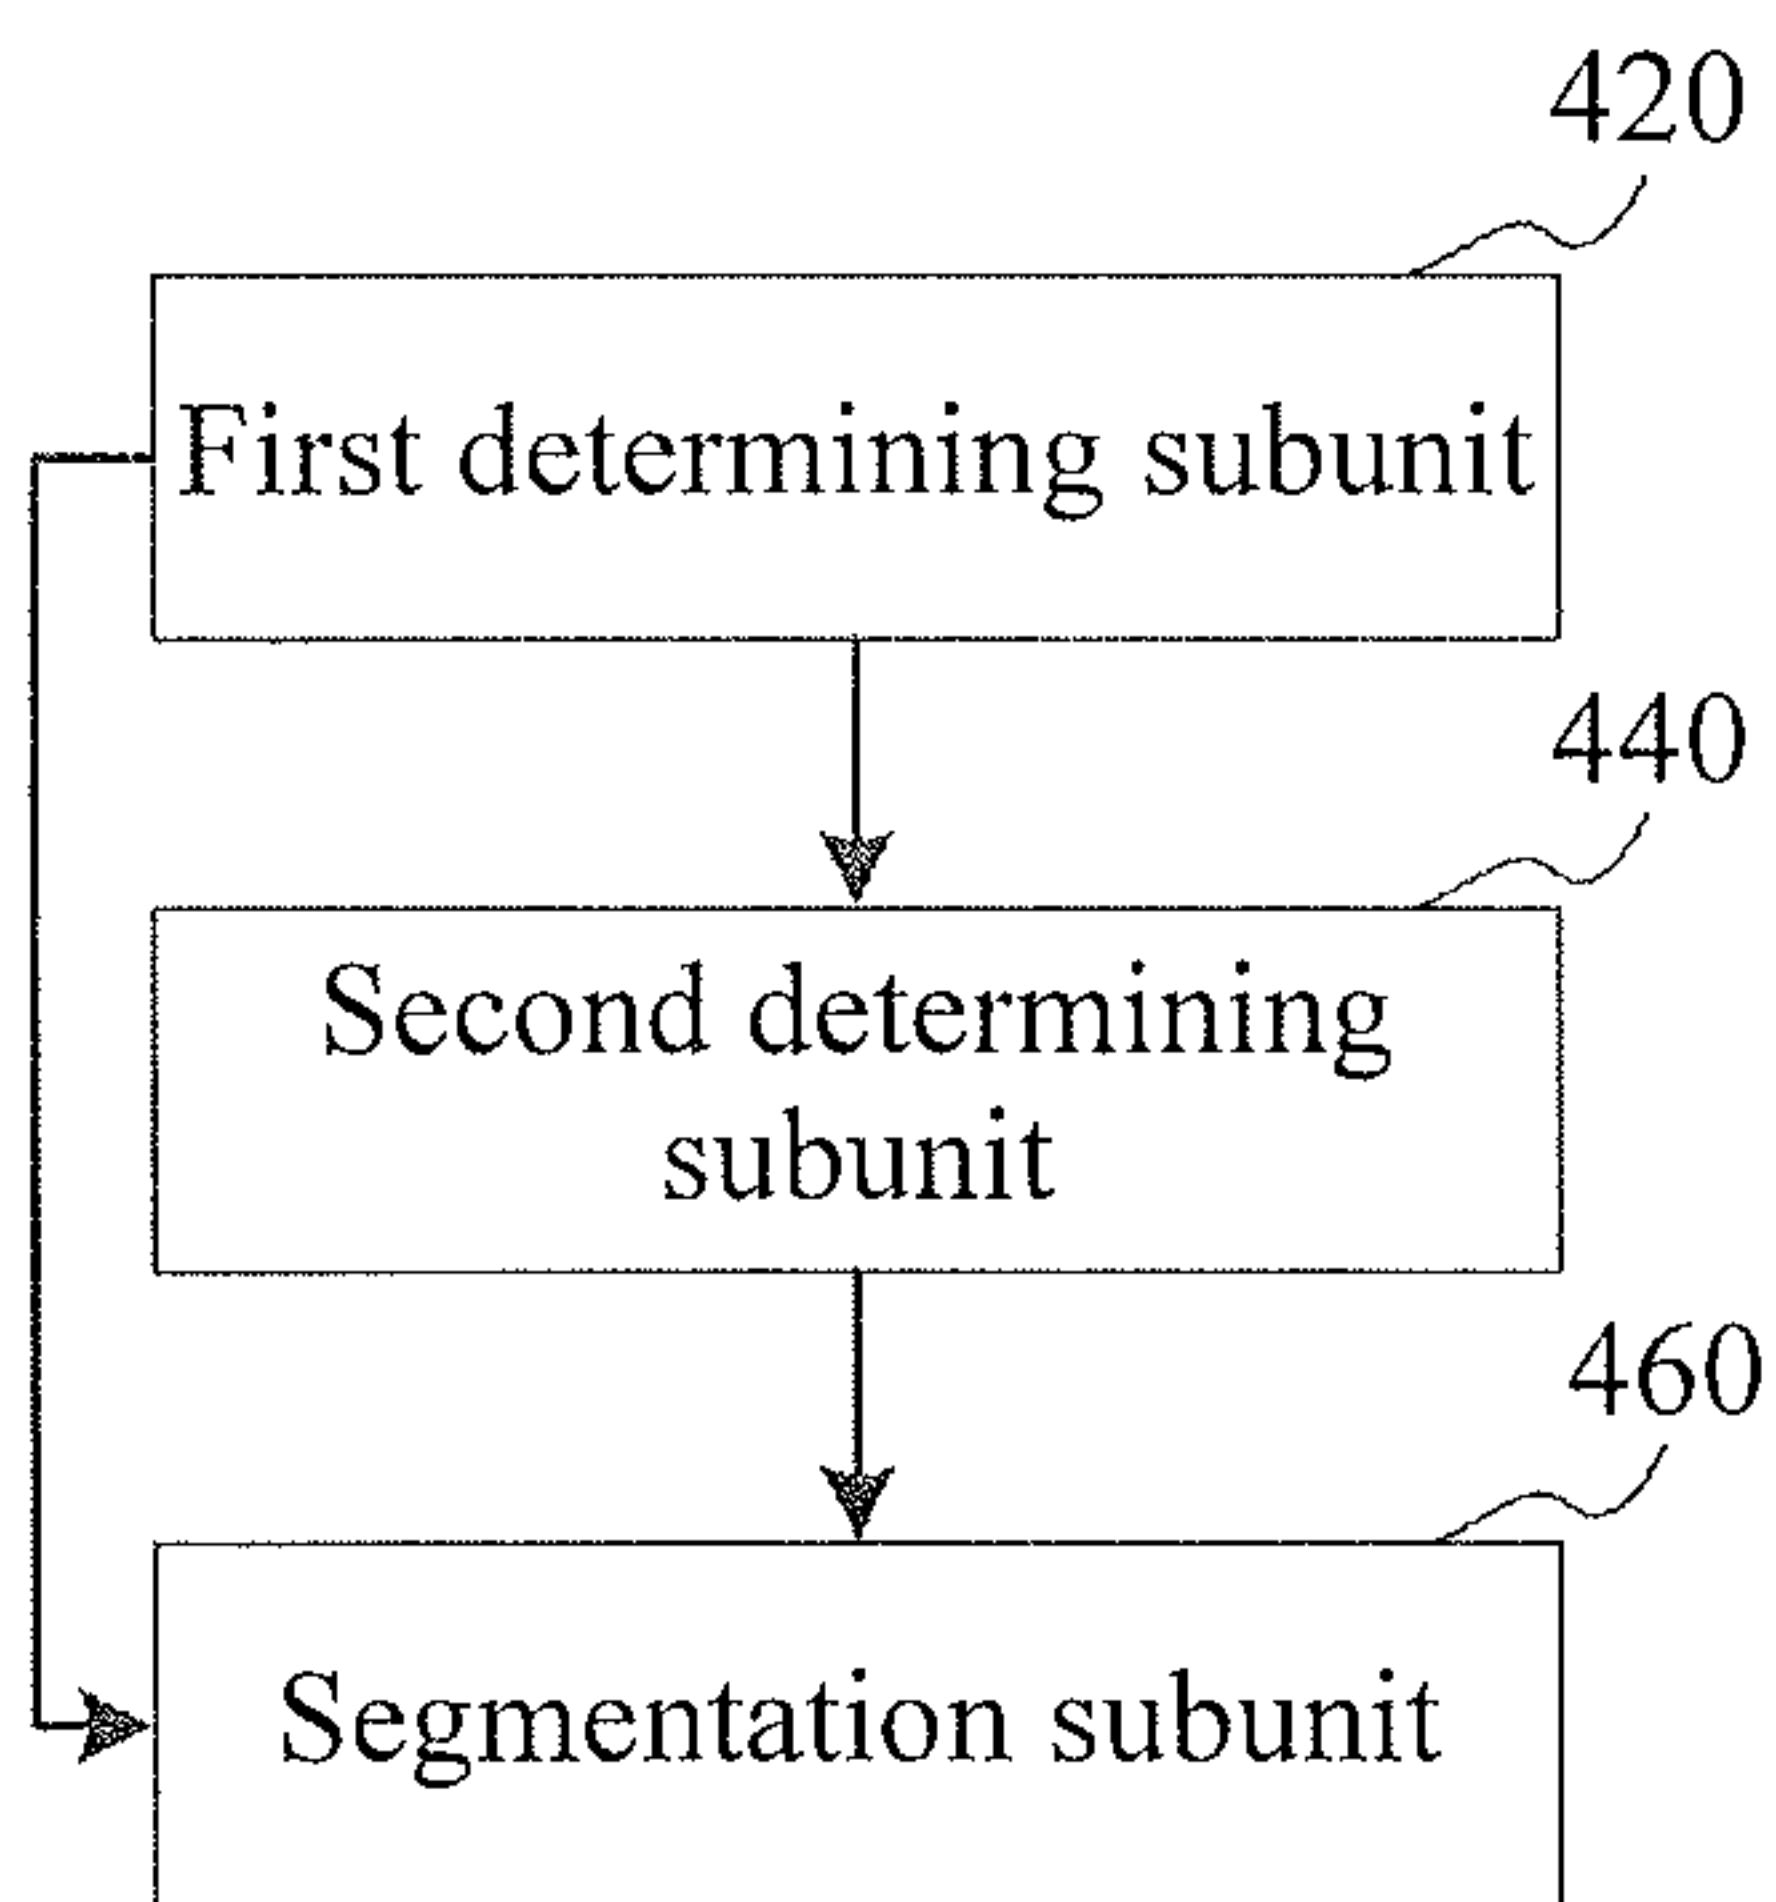 420
First determining subunit
440
Second determining
subunit
460
Segmentation subunit